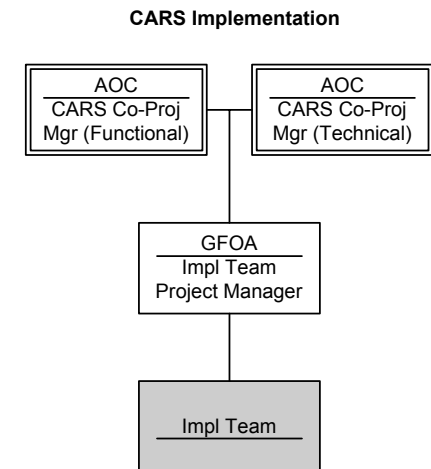 CARS Implementation
AOC
CARS Co-Proj
Mgr (Functional)
AOC
CARS Co-Proj
Mgr (Technical)
GFOA
Impl Team
Project Manager
Impl Team